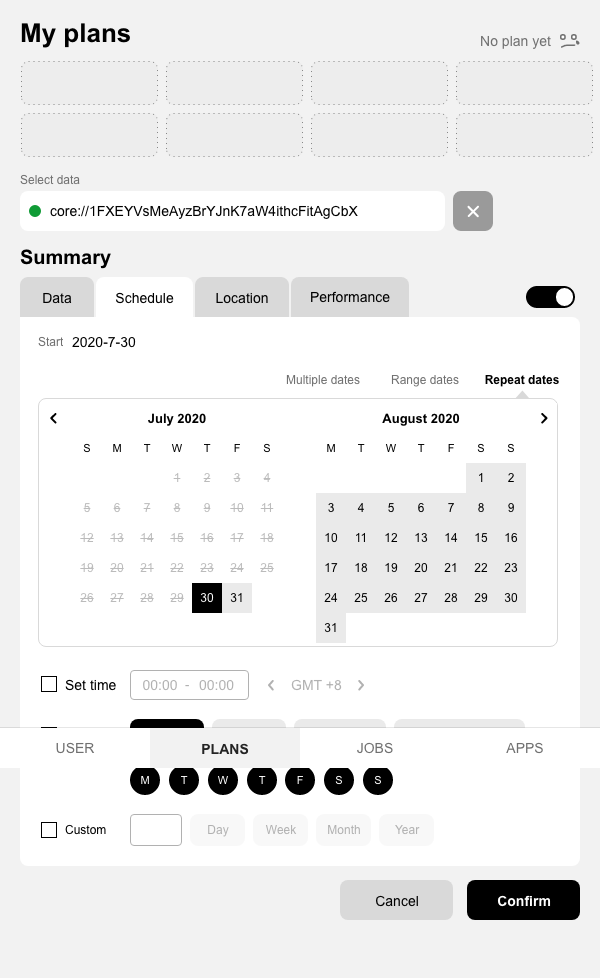 My plans
No plan yet
Select data
core://1FXEYVsMeAyzBrYJnK7aW4ithcFitAgCbX
Summary
Data Schedule Location Performance
Start 2020-7-30
Multiple dates Range dates Repeat dates
July 2020 August 2020
S M T W T F S M T W T F S S
1 2 3 4 1 2
5 6 7 8 9 10 11 3 4 5 6 7 8 9
12 13 14 15 16 17 18 10 11 12 13 14 15 16
19 20 21 22 23 24 25 17 18 19 20 21 22 23
26 27 28 29 30 31 24 25 26 27 28 29 30
31
Set time 00:00 - 00:00 GMT +8
USER PLANS JOBS APPS
M T W T F S S
Custom Day Week Month Year
Cancel Confirm